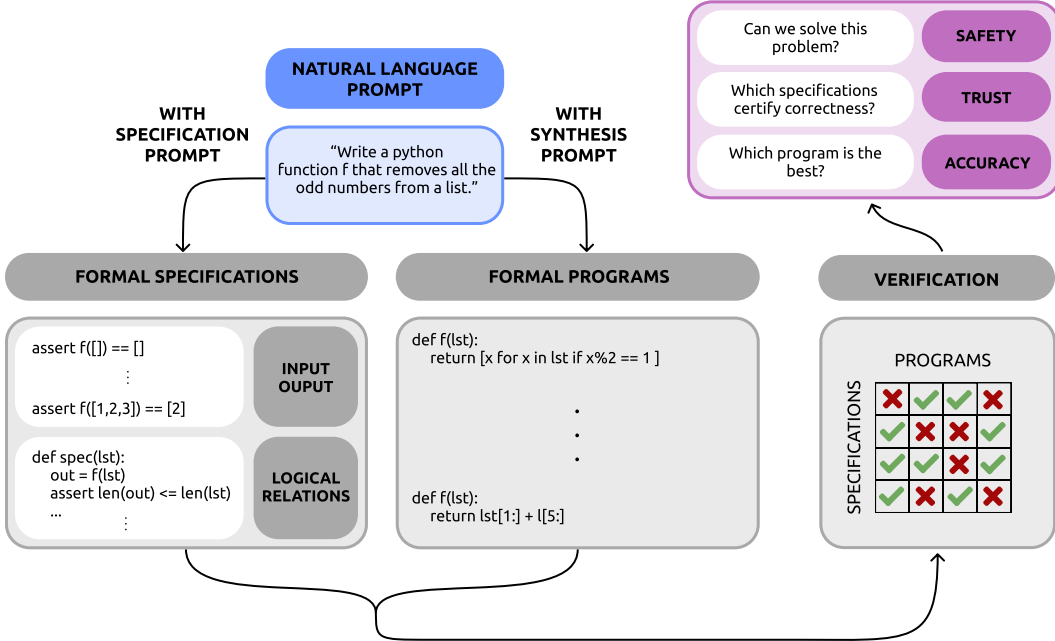 NATURAL LANGUAGE
PROMPT
WITH
SPECIFICATION
PROMPT
WITH
SYNTHESIS
PROMPT
“Write a python
function f that removes all the
odd numbers from a list.”
Can we solve this
problem?
SAFETY
Which specifications
certify correctness?
TRUST
Which program is the
best?
ACCURACY
FORMAL SPECIFICATIONS
assert f([]) == []
⋮
assert f([1,2,3]) == [2]
INPUT
OUPUT
def spec(lst):
out = f(lst)
assert len(out) <= len(lst)
...
⋮
LOGICAL
RELATIONS
FORMAL PROGRAMS
def f(lst):
return [x for x in lst if x%2 == 1 ]
.
.
.
def f(lst):
return lst[1:] + l[5:]
VERIFICATION
PROGRAMS
SPECIFICATIONS